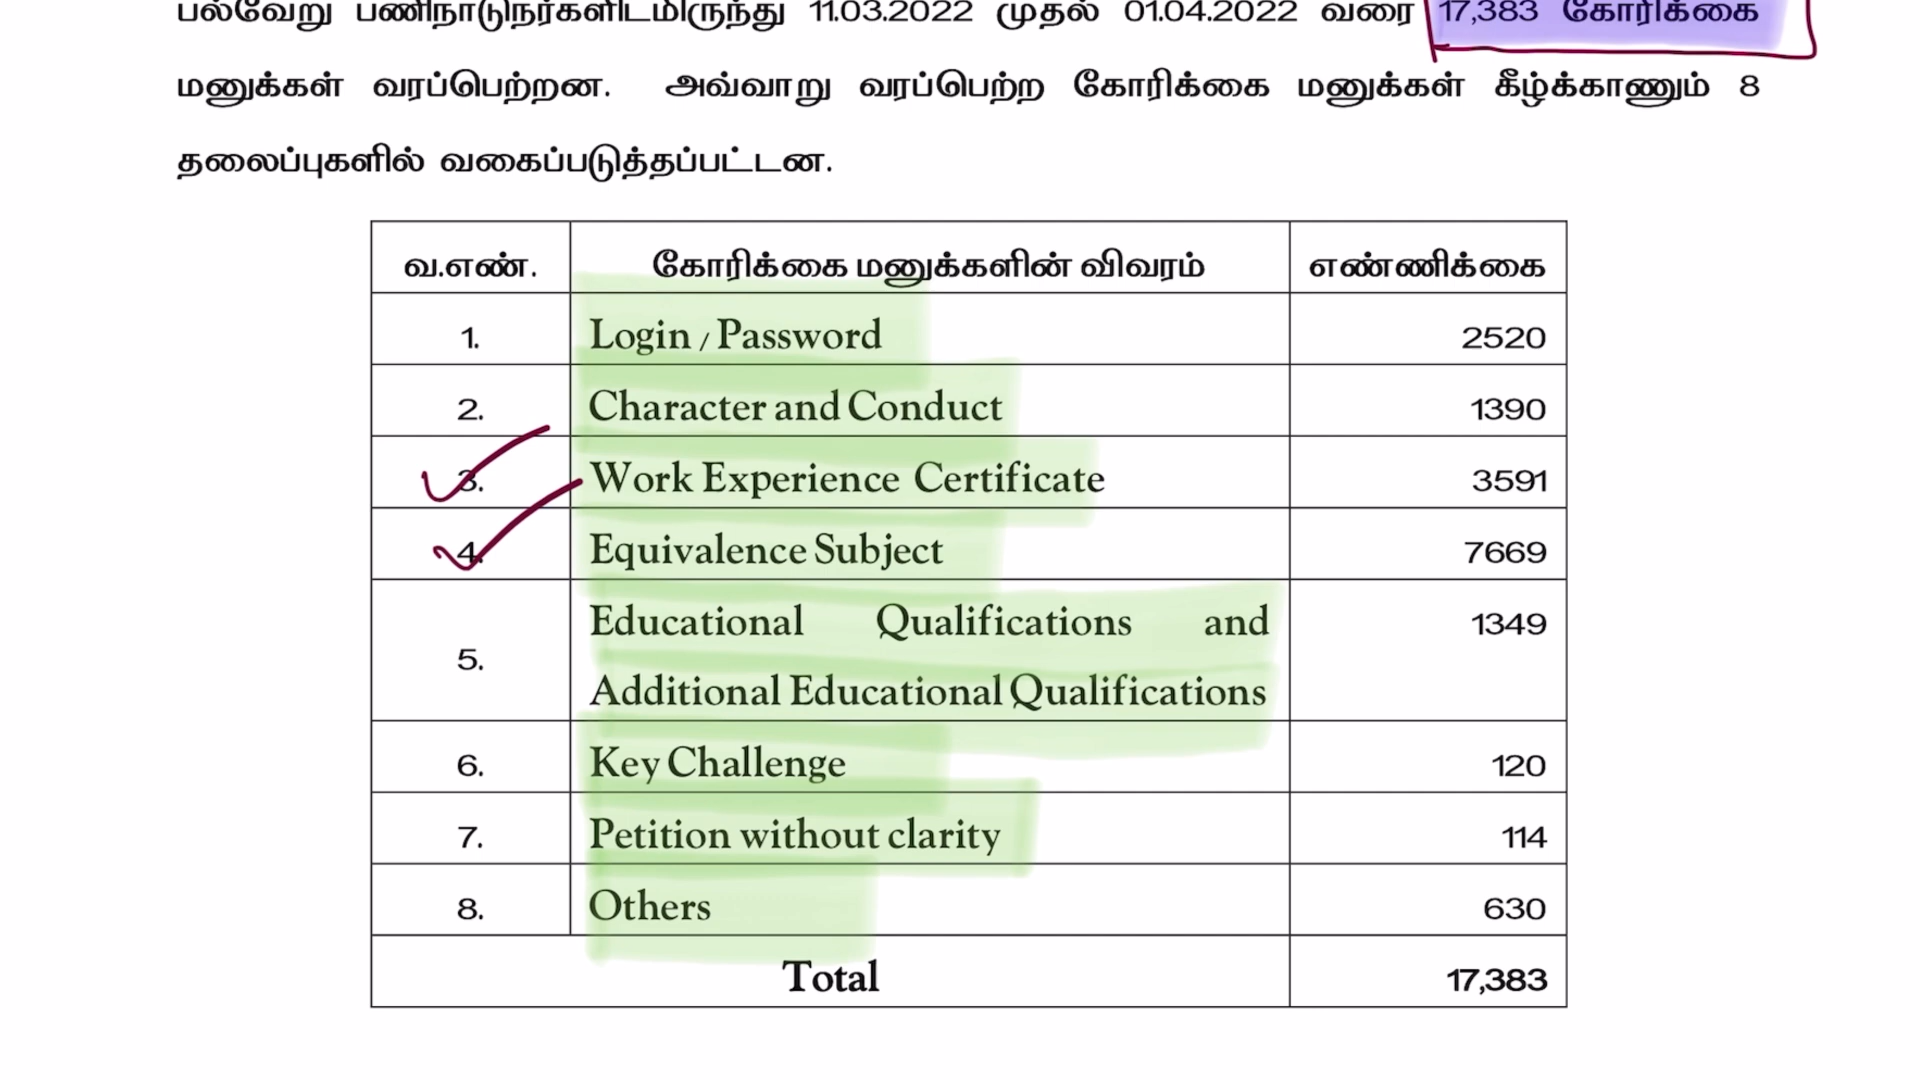 பல்வேறு பணிநாடுநர்களிடமிருந்து 11.03.2022 முதல் 01.04.2022 வரை 17,383 கோரிக்கை
மனுக்கள் வரப்பெற்றன. அவ்வாறு வரப்பெற்ற கோரிக்கை மனுக்கள் கீழ்க்காணும் 8
தலைப்புகளில் வகைப்படுத்தப்பட்டன.
வ.எண். கோரிக்கை மனுக்களின் விவரம் எண்ணிக்கை
1. Login / Password 2520
2. Character and Conduct 1390
3. Work Experience Certificate 3591
4. Equivalence Subject 7669
5. Educational Qualifications and 1349
Additional Educational Qualifications
6. Key Challenge 120
7. Petition without clarity 114
8. Others 630
Total 17,383